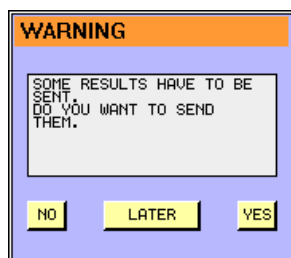 WARNING
SOME RESULTS HAVE TO BE
SENT.
DO YOU WANT TO SEND
THEM.
NO LATER YES